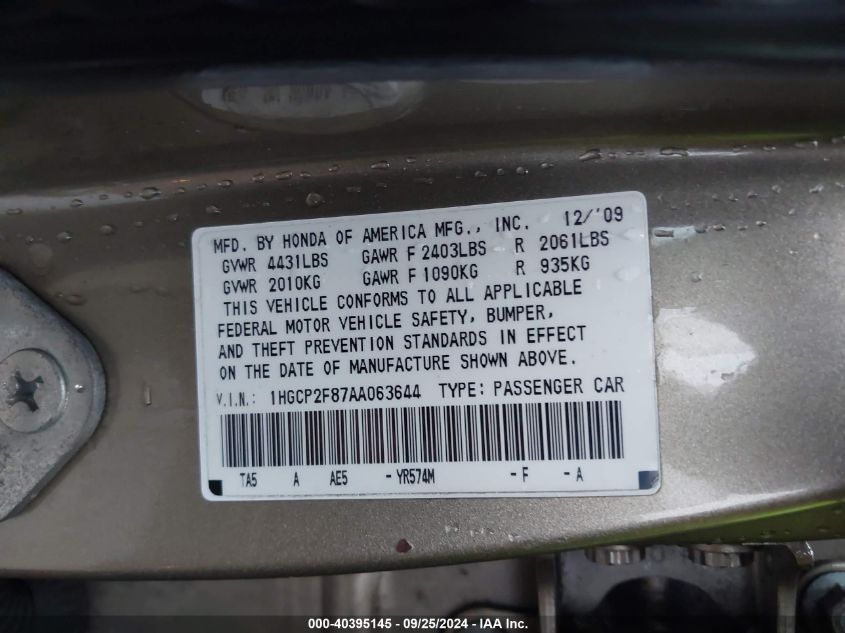 MFD. BY HONDA OF AMERICA MFG., INC. 12/'09
GVWR 4431LBS GAWR F 2403LBS R 2061LBS
GVWR 2010KG GAWR F 1090KG R 935KG
THIS VEHICLE CONFORMS TO ALL APPLICABLE
FEDERAL MOTOR VEHICLE SAFETY, BUMPER,
AND THEFT PREVENTION STANDARDS IN EFFECT
ON THE DATE OF MANUFACTURE SHOWN ABOVE.
V.I.N.: 1HGCP2F87AA063644 TYPE: PASSENGER CAR
TA5 A AE5 -YR574M -F -A
000-40395145 - 09/25/2024 - IAA Inc.